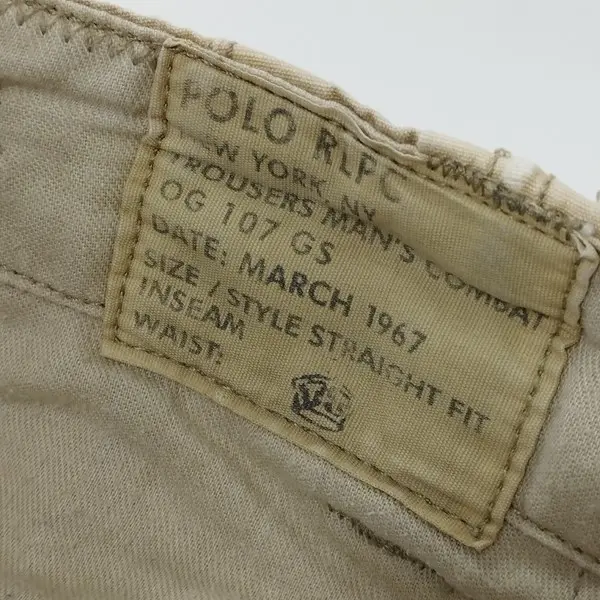 POLO RLPC
NEW YORK, NY
TROUSERS MAN'S COMBAT
OG 107 GS
DATE: MARCH 1967
SIZE / STYLE STRAIGHT FIT
INSEAM
WAIST: